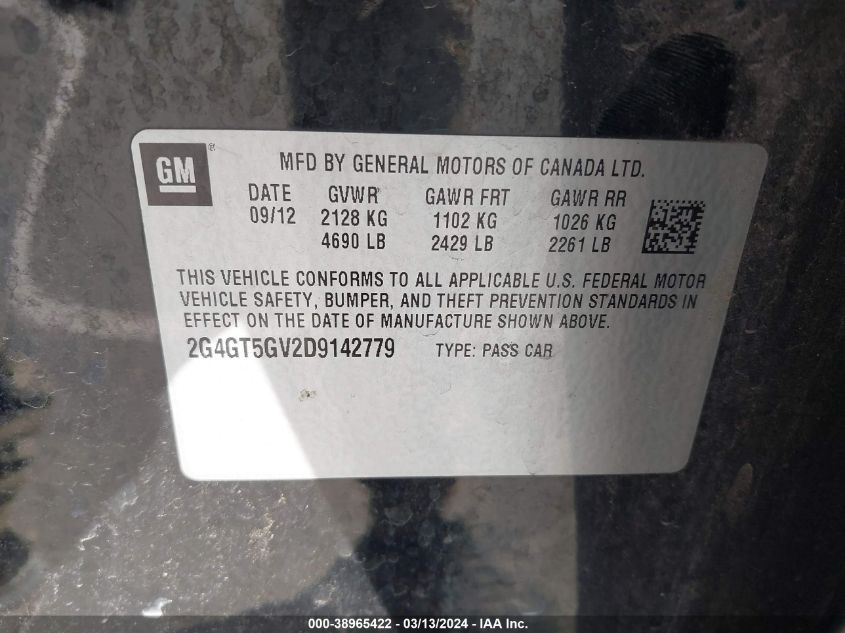 GM®
MFD BY GENERAL MOTORS OF CANADA LTD.
DATE GVWR GAWR FRT GAWR RR
09/12 2128 KG 1102 KG 1026 KG
4690 LB 2429 LB 2261 LB
THIS VEHICLE CONFORMS TO ALL APPLICABLE U.S. FEDERAL MOTOR
VEHICLE SAFETY, BUMPER, AND THEFT PREVENTION STANDARDS IN
EFFECT ON THE DATE OF MANUFACTURE SHOWN ABOVE.
2G4GT5GV2D9142779 TYPE: PASS CAR
000-38965422 - 03/13/2024 - IAA Inc.